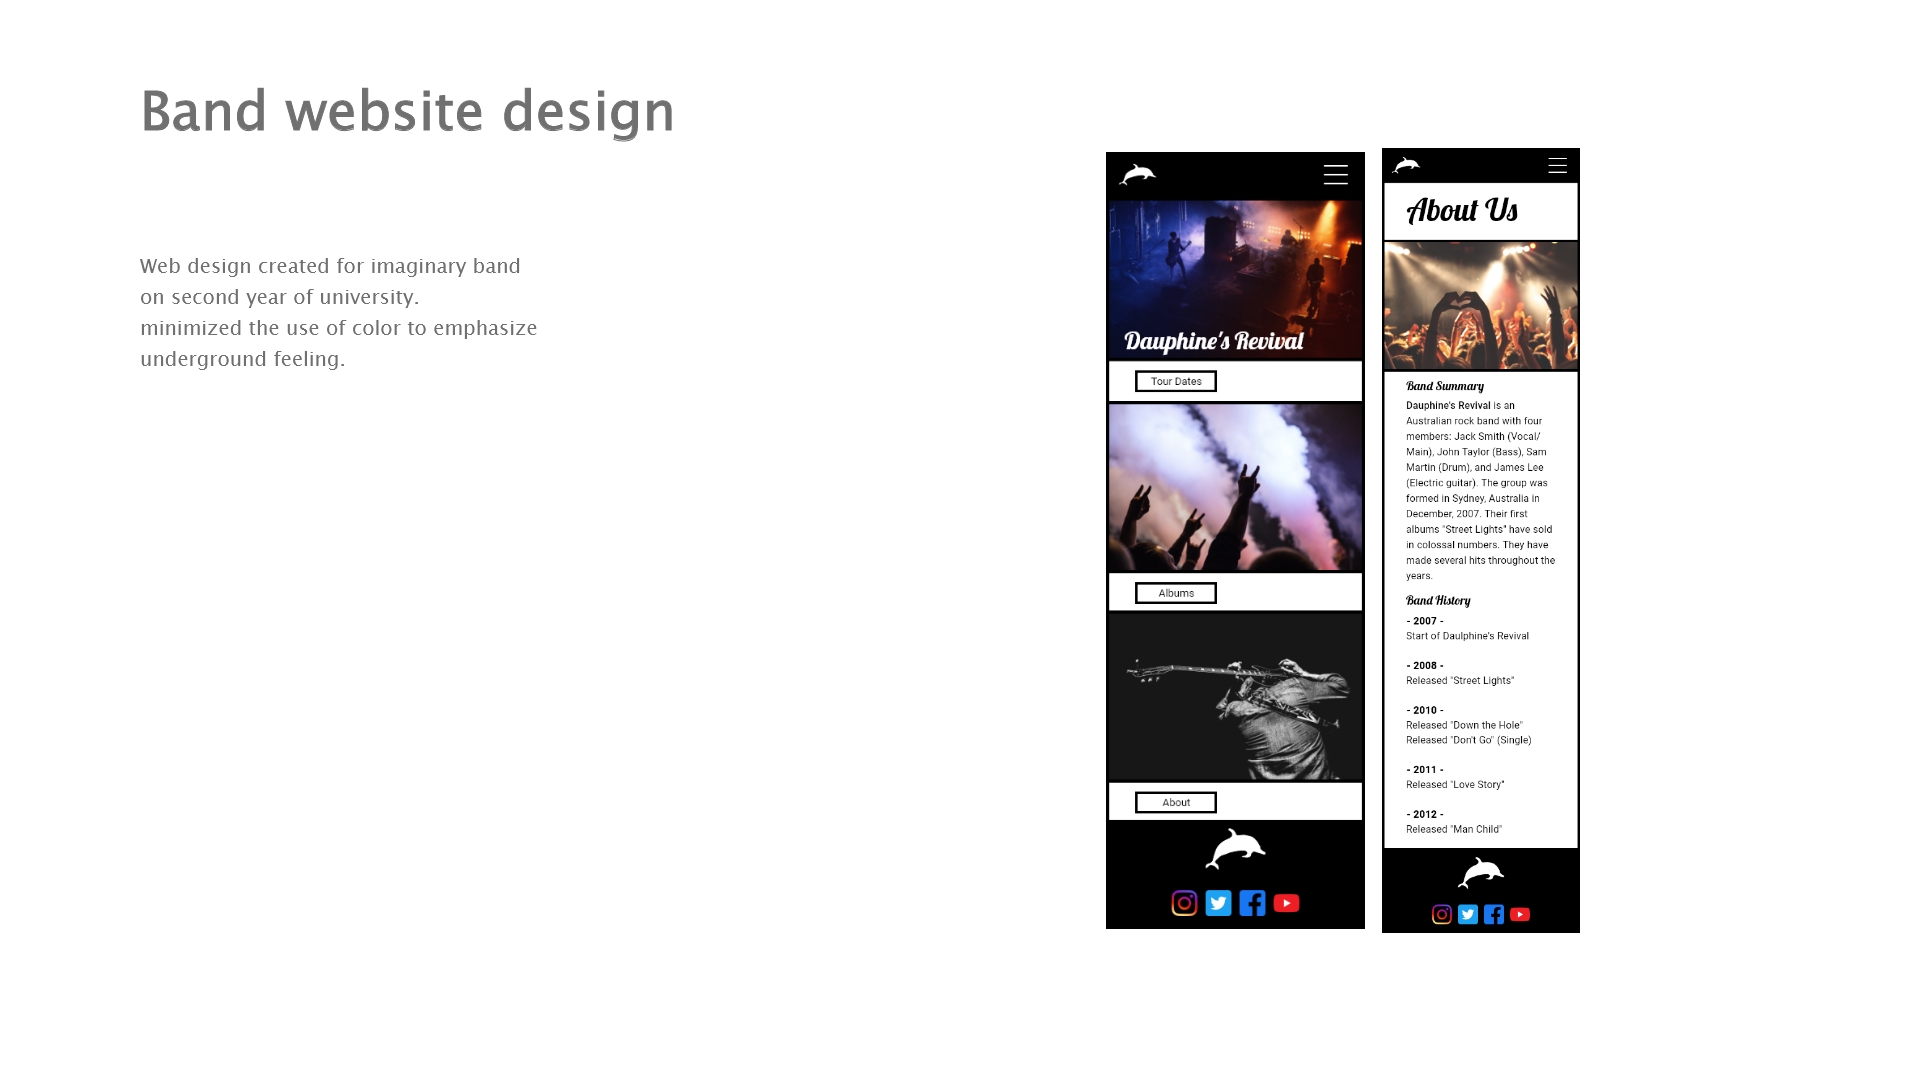 Band website design
Web design created for imaginary band
on second year of university.
minimized the use of color to emphasize
underground feeling.
Dauphine's Revival
Tour Dates
Albums
About
About Us
Band Summary
Dauphine's Revival is an
Australian rock band with four
members: Jack Smith (Vocal/
Main), John Taylor (Bass), Sam
Martin (Drum), and James Lee
(Electric guitar). The group was
formed in Sydney, Australia in
December, 2007. Their first
albums "Street Lights" have sold
in colossal numbers. They have
made several hits throughout the
years.
Band History
- 2007 -
Start of Daulphine's Revival
- 2008 -
Released "Street Lights"
- 2010 -
Released "Down the Hole"
Released "Don't Go" (Single)
- 2011 -
Released "Love Story"
- 2012 -
Released "Man Child"